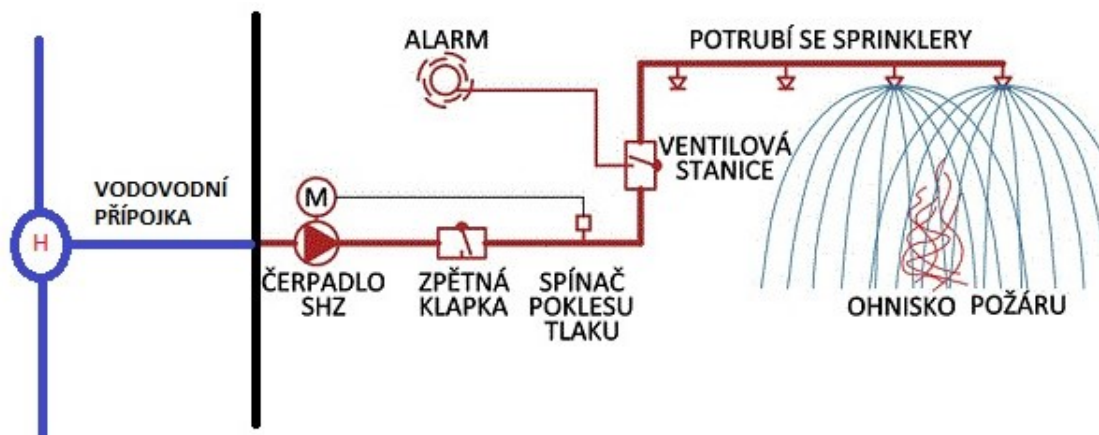 ALARM
POTRUBÍ SE SPRINKLERY
VENTILOVÁ
STANICE
VODOVODNÍ
PŘÍPOJKA
M
H
ČERPADLO
SHZ
ZPĚTNÁ
KLAPKA
SPÍNAČ
POKLESU
TLAKU
OHNISKO POŽÁRU